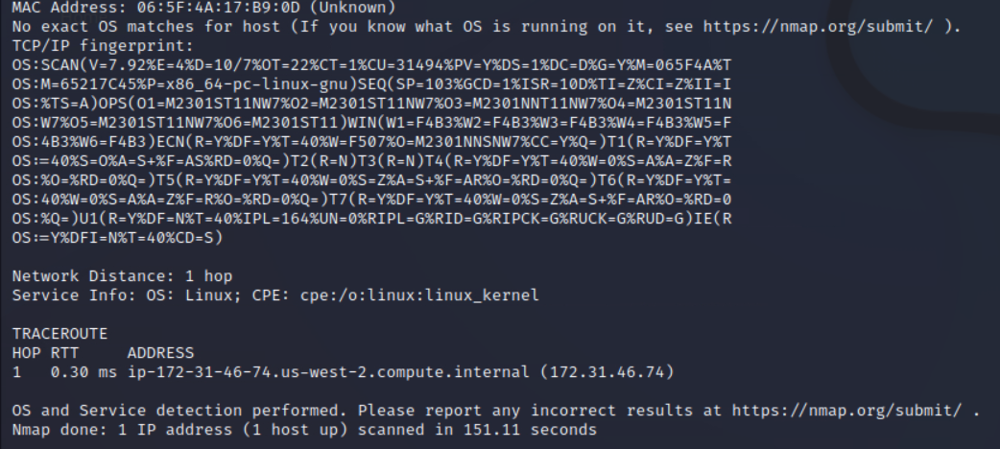 MAC Address: 06:5F:4A:17:B9:0D (Unknown)
No exact OS matches for host (If you know what OS is running on it, see https://nmap.org/submit/ ).
TCP/IP fingerprint:
OS:SCAN(V=7.92%E=4%D=10/7%OT=22%CT=1%CU=31494%PV=Y%DS=1%DC=D%G=Y%M=065F4A%T
OS:M=65217C45%P=x86_64-pc-linux-gnu)SEQ(SP=103%GCD=1%ISR=10D%TI=Z%CI=Z%II=I
OS:%TS=A)OPS(O1=M2301ST11NW7%O2=M2301ST11NW7%O3=M2301NNT11NW7%O4=M2301ST11N
OS:W7%O5=M2301ST11NW7%O6=M2301ST11)WIN(W1=F4B3%W2=F4B3%W3=F4B3%W4=F4B3%W5=F
OS:4B3%W6=F4B3)ECN(R=Y%DF=Y%T=40%W=F507%O=M2301NNSNW7%CC=Y%Q=)T1(R=Y%DF=Y%T
OS:=40%S=O%A=S+%F=AS%RD=0%Q=)T2(R=N)T3(R=N)T4(R=Y%DF=Y%T=40%W=0%S=A%A=Z%F=R
OS:%O=%RD=0%Q=)T5(R=Y%DF=Y%T=40%W=0%S=Z%A=S+%F=AR%O=%RD=0%Q=)T6(R=Y%DF=Y%T=
OS:40%W=0%S=A%A=Z%F=R%O=%RD=0%Q=)T7(R=Y%DF=Y%T=40%W=0%S=Z%A=S+%F=AR%O=%RD=0
OS:%Q=)U1(R=Y%DF=N%T=40%IPL=164%UN=0%RIPL=G%RID=G%RIPCK=G%RUCK=G%RUD=G)IE(R
OS:=Y%DFI=N%T=40%CD=S)
Network Distance: 1 hop
Service Info: OS: Linux; CPE: cpe:/o:linux:linux_kernel
TRACEROUTE
HOP RTT     ADDRESS
1   0.30 ms ip-172-31-46-74.us-west-2.compute.internal (172.31.46.74)
OS and Service detection performed. Please report any incorrect results at https://nmap.org/submit/ .
Nmap done: 1 IP address (1 host up) scanned in 151.11 seconds